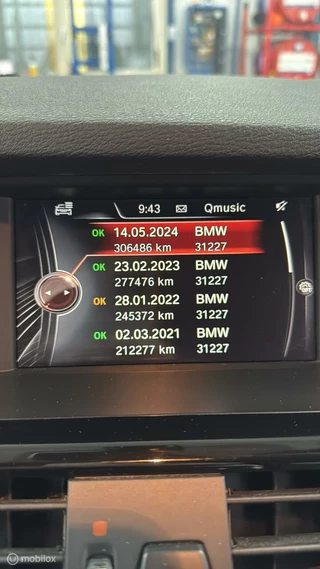 9:43 Qmusic
OK 14.05.2024 BMW
306486 km 31227
OK 23.02.2023 BMW
277476 km 31227
OK 28.01.2022 BMW
245372 km 31227
OK 02.03.2021 BMW
212277 km 31227
mobilox